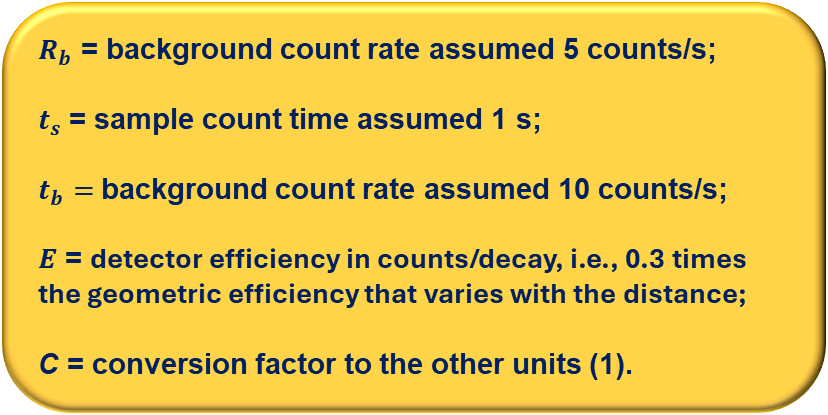 R_b = background count rate assumed 5 counts/s;
t_s = sample count time assumed 1 s;
t_b = background count rate assumed 10 counts/s;
E = detector efficiency in counts/decay, i.e., 0.3 times
the geometric efficiency that varies with the distance;
C = conversion factor to the other units (1).